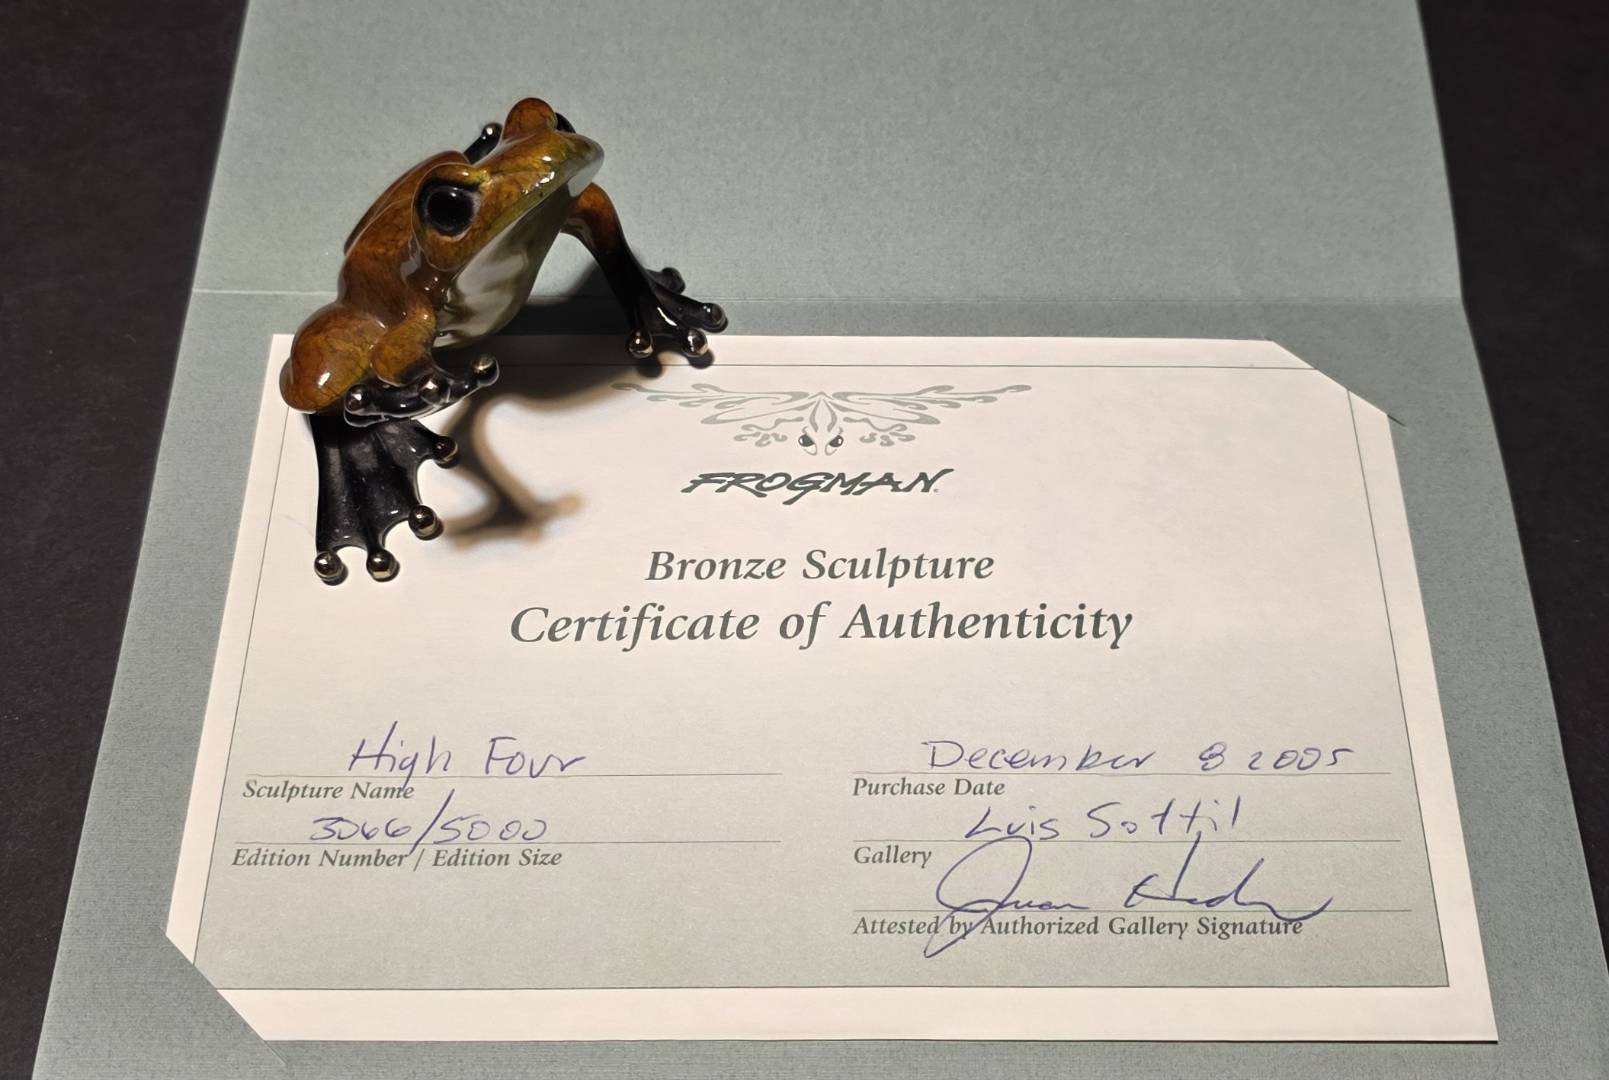 FROGMAN
Bronze Sculpture
Certificate of Authenticity
High Four
Sculpture Name
3066/5000
Edition Number / Edition Size
December 8 2005
Purchase Date
Luis Sottil
Gallery
Juan
Attested by Authorized Gallery Signature